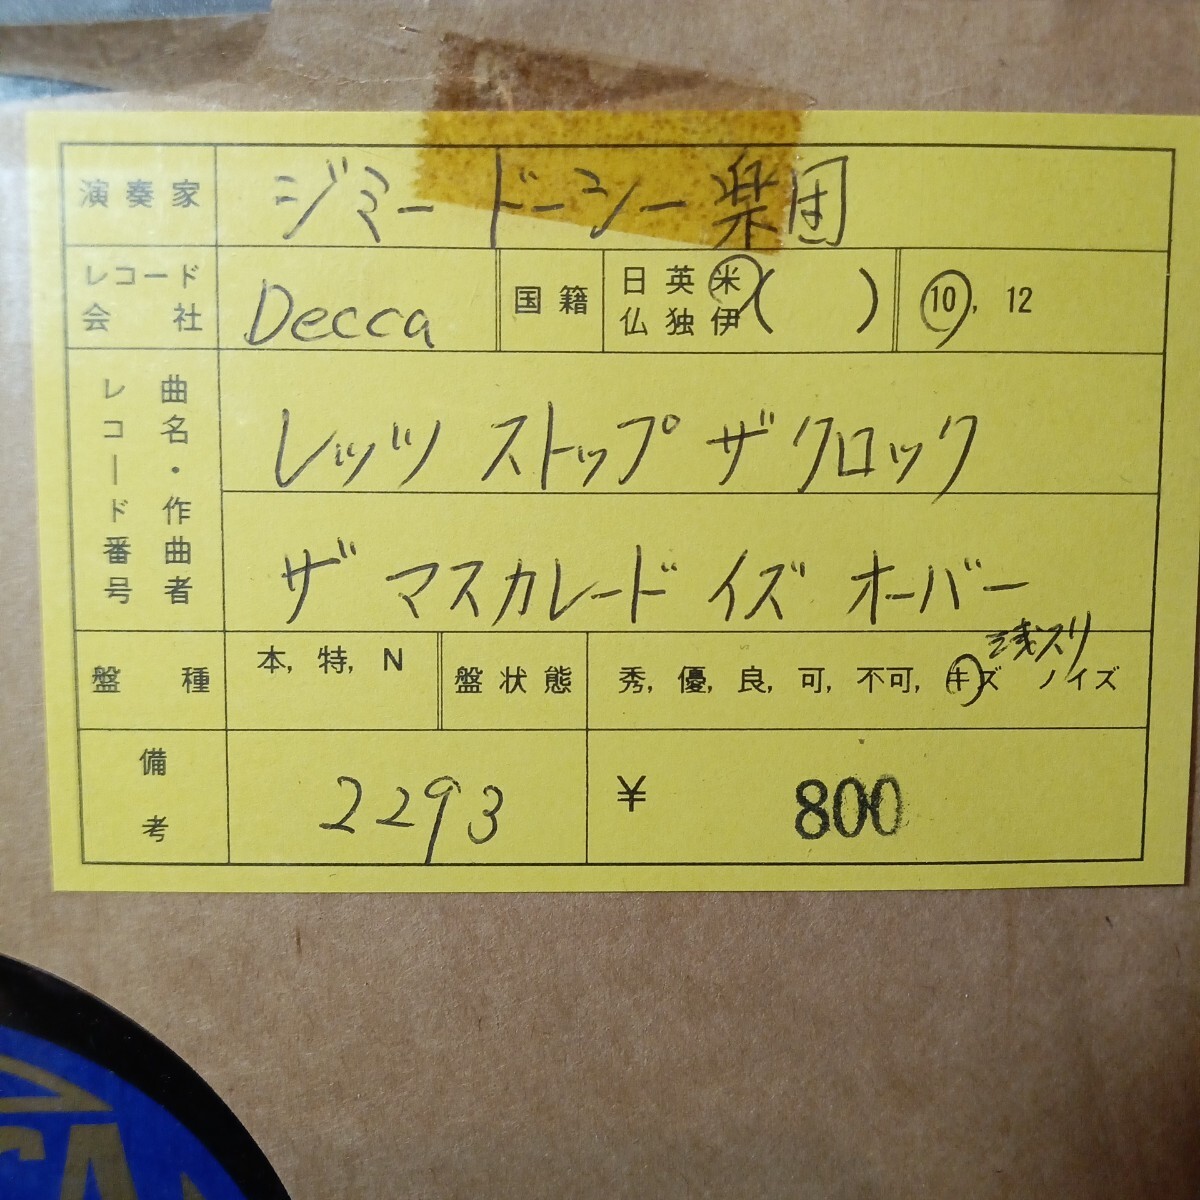 演奏家 ジミー ドーシー楽団
レコード会社 Decca 国籍 日 英 米 ( ) 仏 独 伊 10, 12
レコード番号 曲名・作曲者 レッツ ストップ ザ クロック
ザ マスカレード イズ オーバー
浅スリ
盤種 本, 特, N 盤状態 秀, 優, 良, 可, 不可, キズ ノイズ
備考 2293 ¥ 800
CCA